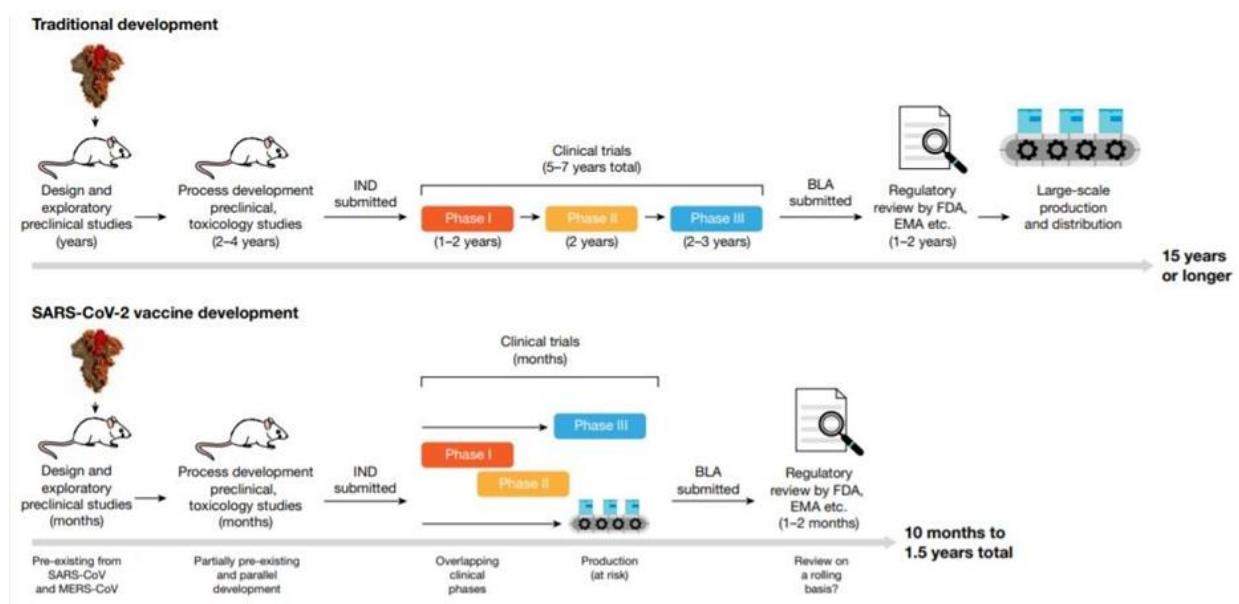 Traditional development
Design and
exploratory
preclinical studies
(years)
Process development
preclinical,
toxicology studies
(2–4 years)
IND
submitted
Clinical trials
(5–7 years total)
Phase I
(1–2 years)
Phase II
(2 years)
Phase III
(2–3 years)
BLA
submitted
Regulatory
review by FDA,
EMA etc.
(1–2 years)
Large-scale
production
and distribution
15 years
or longer
SARS-CoV-2 vaccine development
Design and
exploratory
preclinical studies
(months)
Process development
preclinical,
toxicology studies
(months)
IND
submitted
Clinical trials
(months)
Phase III
Phase I
Phase II
BLA
submitted
Regulatory
review by FDA,
EMA etc.
(1–2 months)
10 months to
1.5 years total
Pre-existing from
SARS-CoV
and MERS-CoV
Partially pre-existing
and parallel
development
Overlapping
clinical
phases
Production
(at risk)
Review on
a rolling
basis?